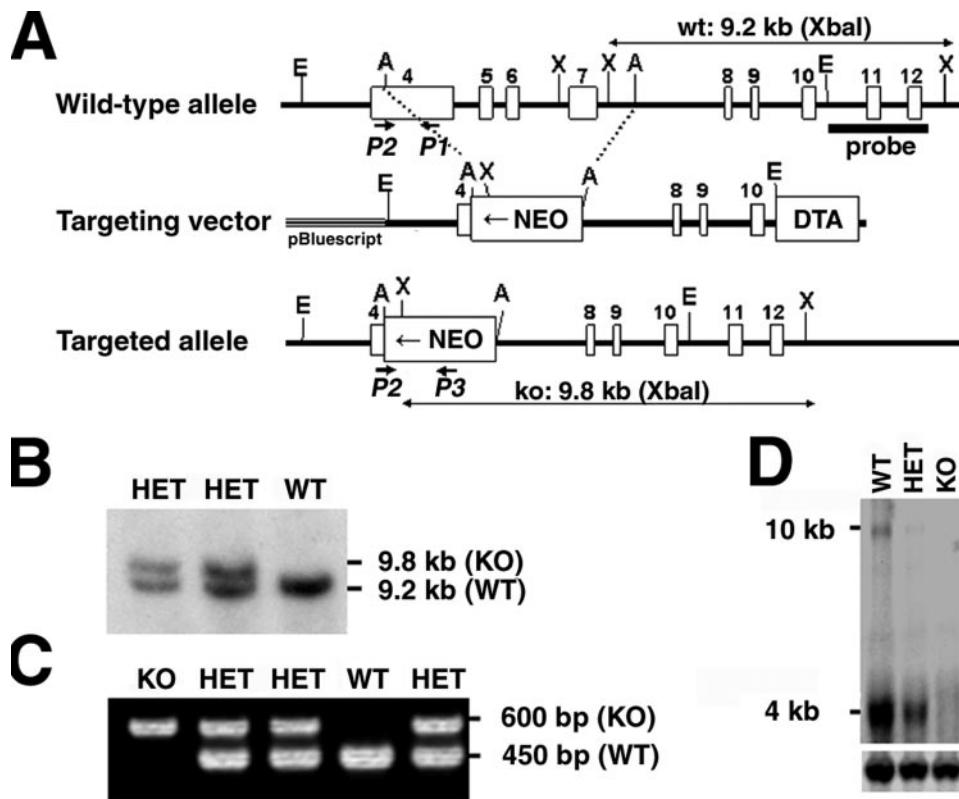 A
wt: 9.2 kb (XbaI)
E A 4 5 6 X 7 X A 8 9 10 E 11 12 X
Wild-type allele
P2 P1 probe
E 4 A X A 8 9 10 E
Targeting vector
← NEO DTA
pBluescript
E 4 A X A 8 9 10 E 11 12 X
Targeted allele
← NEO
P2 P3
ko: 9.8 kb (XbaI)
B
HET HET WT
9.8 kb (KO)
9.2 kb (WT)
C
KO HET HET WT HET
600 bp (KO)
450 bp (WT)
D
WT HET KO
10 kb
4 kb